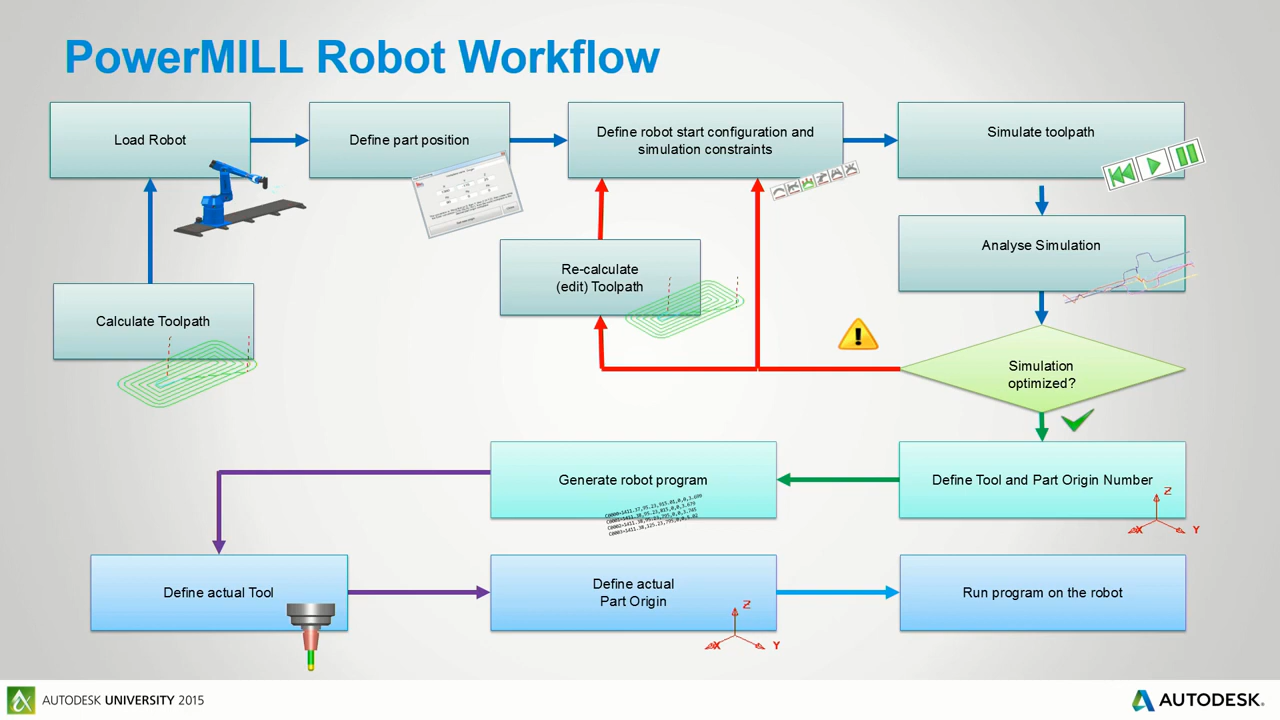 PowerMILL Robot Workflow
Load Robot
Define part position
Define robot start configuration and
simulation constraints
Simulate toolpath
Analyse Simulation
Re-calculate
(edit) Toolpath
Calculate Toolpath
Simulation
optimized?
Generate robot program
Define Tool and Part Origin Number
Z
X
Y
Define actual Tool
Define actual
Part Origin
Z
X
Y
Run program on the robot
AUTODESK UNIVERSITY 2015
AUTODESK.